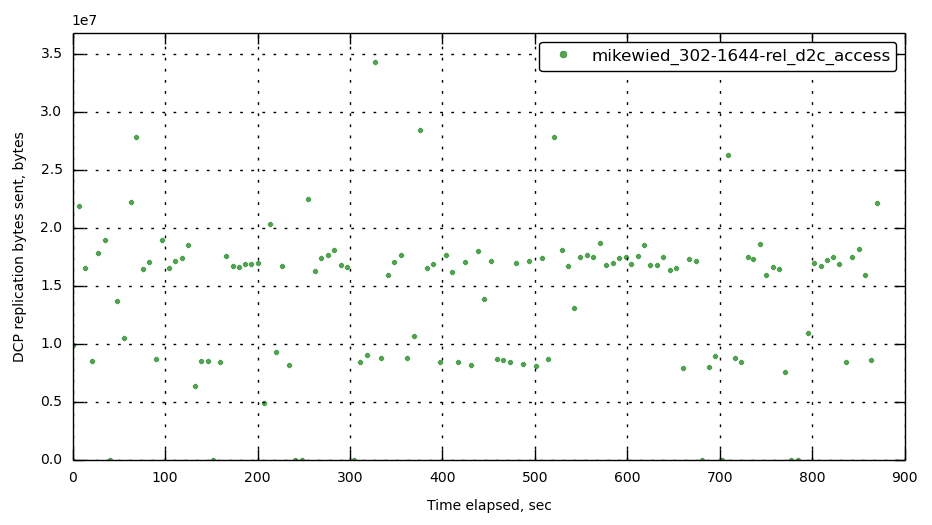 1e7
mikewied_302-1644-rel_d2c_access
3.5
3.0
2.5
2.0
1.5
1.0
0.5
0.0
DCP replication bytes sent, bytes
0 100 200 300 400 500 600 700 800 900
Time elapsed, sec